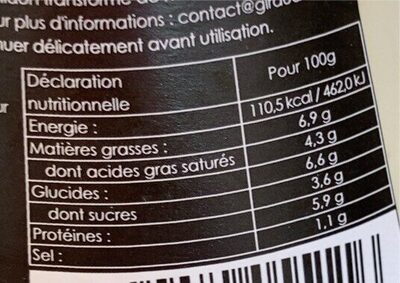 ur plus d'informations : contact@girau
uer délicatement avant utilisation.
Déclaration
nutritionnelle
Pour 100g
Energie :
110,5 kcal / 462,0 kJ
Matières grasses :
6,9 g
dont acides gras saturés
4,3 g
Glucides :
6,6 g
dont sucres
3,6 g
Protéines :
5,9 g
Sel :
1,1 g